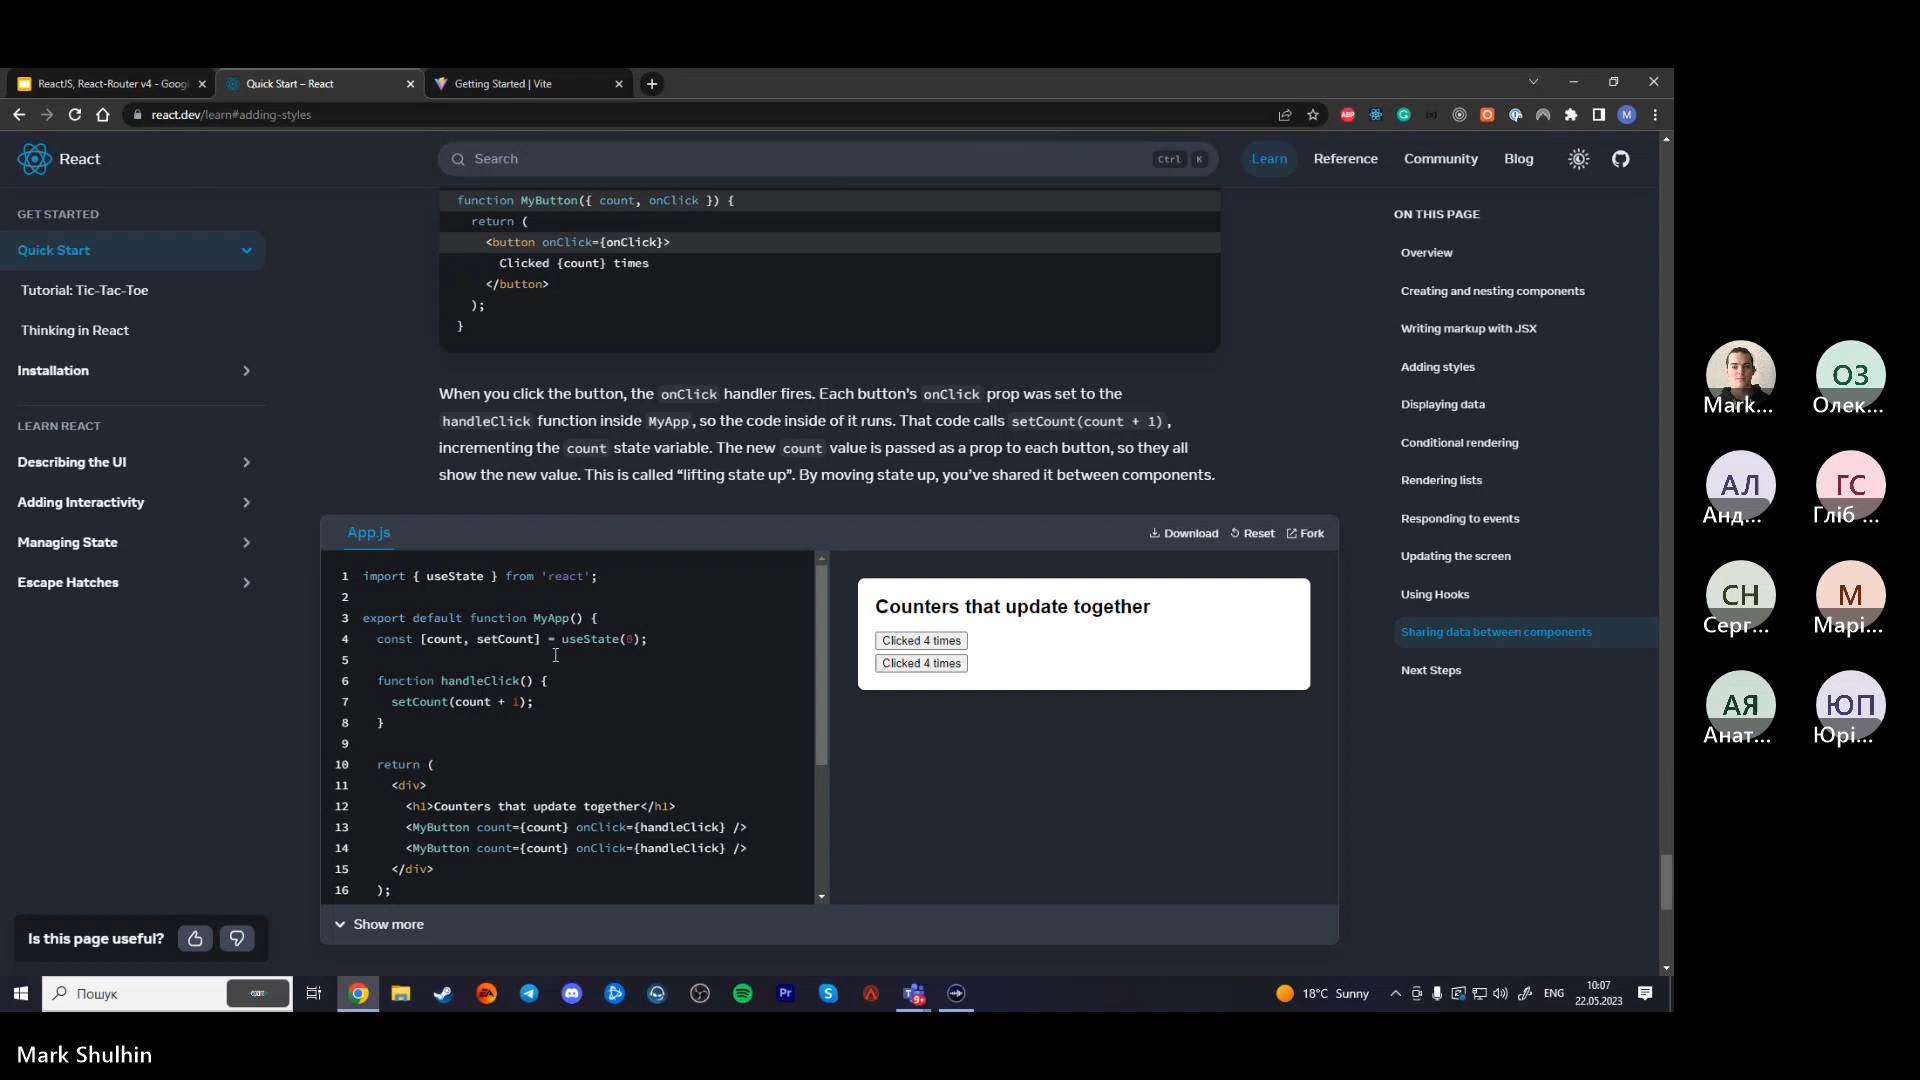 ReactJS, React-Router v4 - Goog
Quick Start – React
Getting Started | Vite
react.dev/learn#adding-styles
ABP
M
React
Search
Ctrl K
Learn
Reference
Community
Blog
GET STARTED
Quick Start
Tutorial: Tic-Tac-Toe
Thinking in React
Installation
LEARN REACT
Describing the UI
Adding Interactivity
Managing State
Escape Hatches
Is this page useful?
function MyButton({ count, onClick }) {
return (
<button onClick={onClick}>
Clicked {count} times
</button>
);
}
When you click the button, the onClick handler fires. Each button’s onClick prop was set to the
handleClick function inside MyApp, so the code inside of it runs. That code calls setCount(count + 1),
incrementing the count state variable. The new count value is passed as a prop to each button, so they all
show the new value. This is called “lifting state up”. By moving state up, you’ve shared it between components.
App.js
Download
Reset
Fork
1 import { useState } from 'react';
2
3 export default function MyApp() {
4 const [count, setCount] = useState(0);
5
6 function handleClick() {
7 setCount(count + 1);
8 }
9
10 return (
11 <div>
12 <h1>Counters that update together</h1>
13 <MyButton count={count} onClick={handleClick} />
14 <MyButton count={count} onClick={handleClick} />
15 </div>
16 );
Counters that update together
Clicked 4 times
Clicked 4 times
Show more
ON THIS PAGE
Overview
Creating and nesting components
Writing markup with JSX
Adding styles
Displaying data
Conditional rendering
Rendering lists
Responding to events
Updating the screen
Using Hooks
Sharing data between components
Next Steps
Mark...
ОЗ
Олек...
АЛ
Анд...
ГС
Гліб ...
СН
Серг...
М
Марі...
АЯ
Анат...
ЮП
Юрі...
Пошук
EA
Pr
9+
18°C Sunny
ENG
10:07
22.05.2023
Mark Shulhin